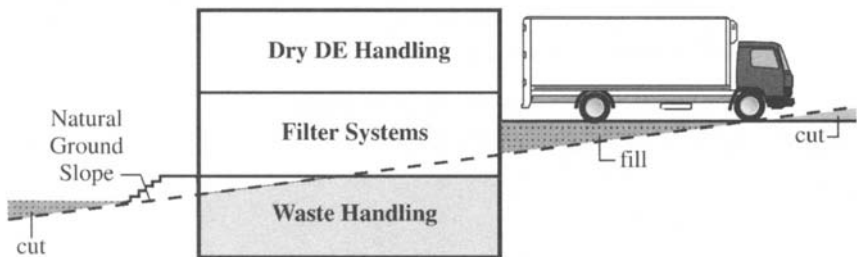 Dry DE Handling
Natural
Ground
Slope
Filter Systems
cut
fill
Waste Handling
cut